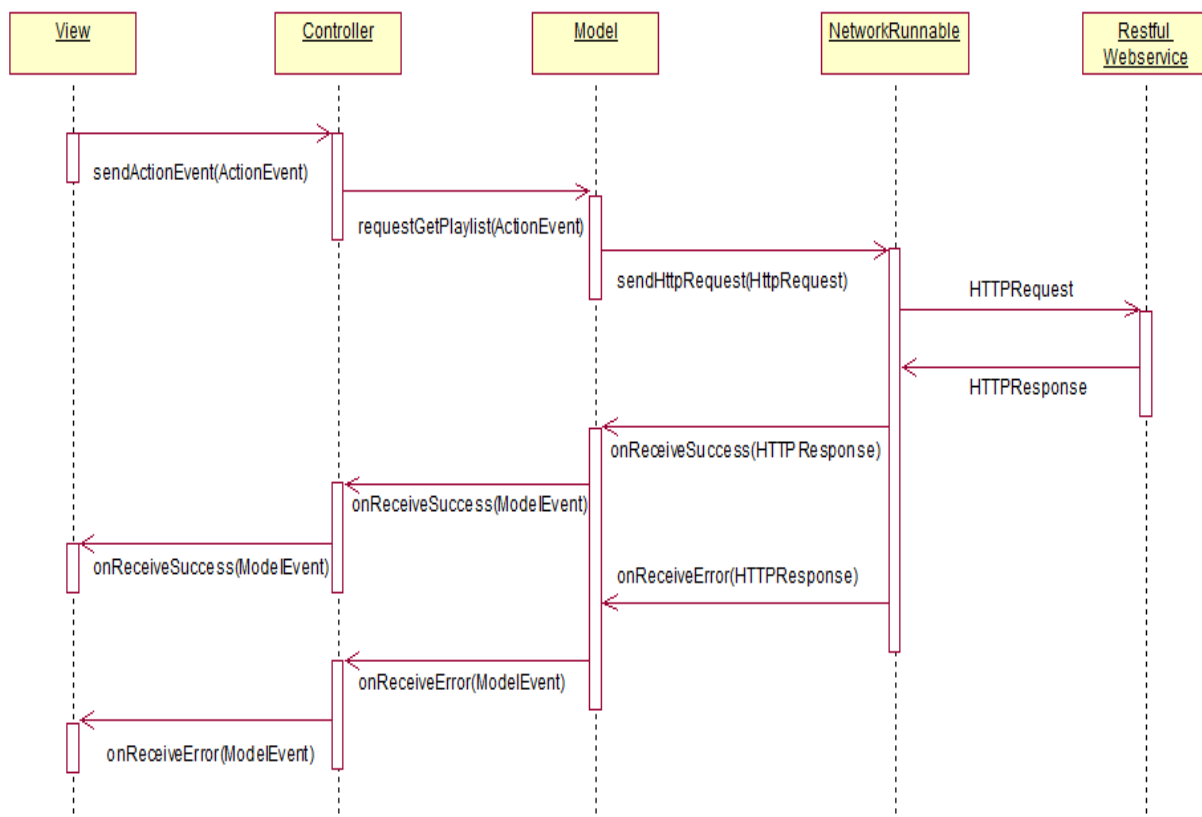 View
Controller
Model
NetworkRunnable
Restful
Webservice
sendActionEvent(ActionEvent)
requestGetPlaylist(ActionEvent)
sendHttpRequest(HttpRequest)
HTTPRequest
HTTPResponse
onReceiveSuccess(HTTPResponse)
onReceiveSuccess(ModelEvent)
onReceiveSuccess(ModelEvent)
onReceiveError(HTTPResponse)
onReceiveError(ModelEvent)
onReceiveError(ModelEvent)